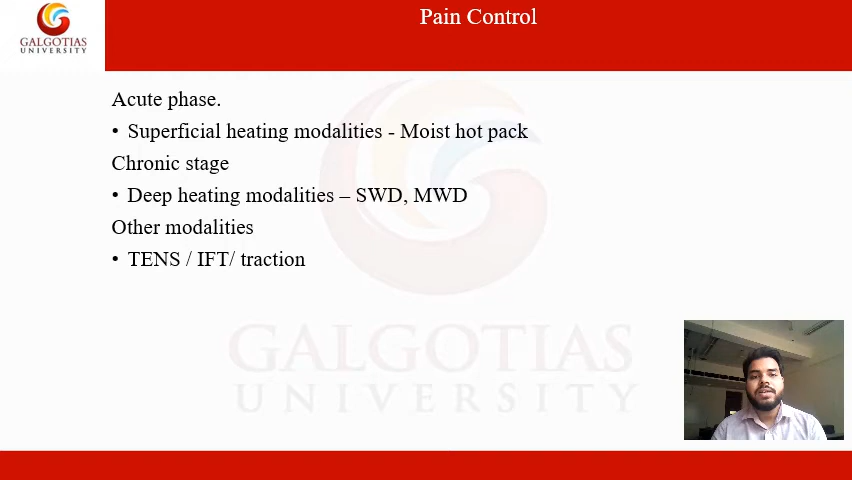 Pain Control
GALGOTIAS
UNIVERSITY
Acute phase.
• Superficial heating modalities - Moist hot pack
Chronic stage
• Deep heating modalities – SWD, MWD
Other modalities
• TENS / IFT/ traction
GALGOTIAS
UNIVERSITY